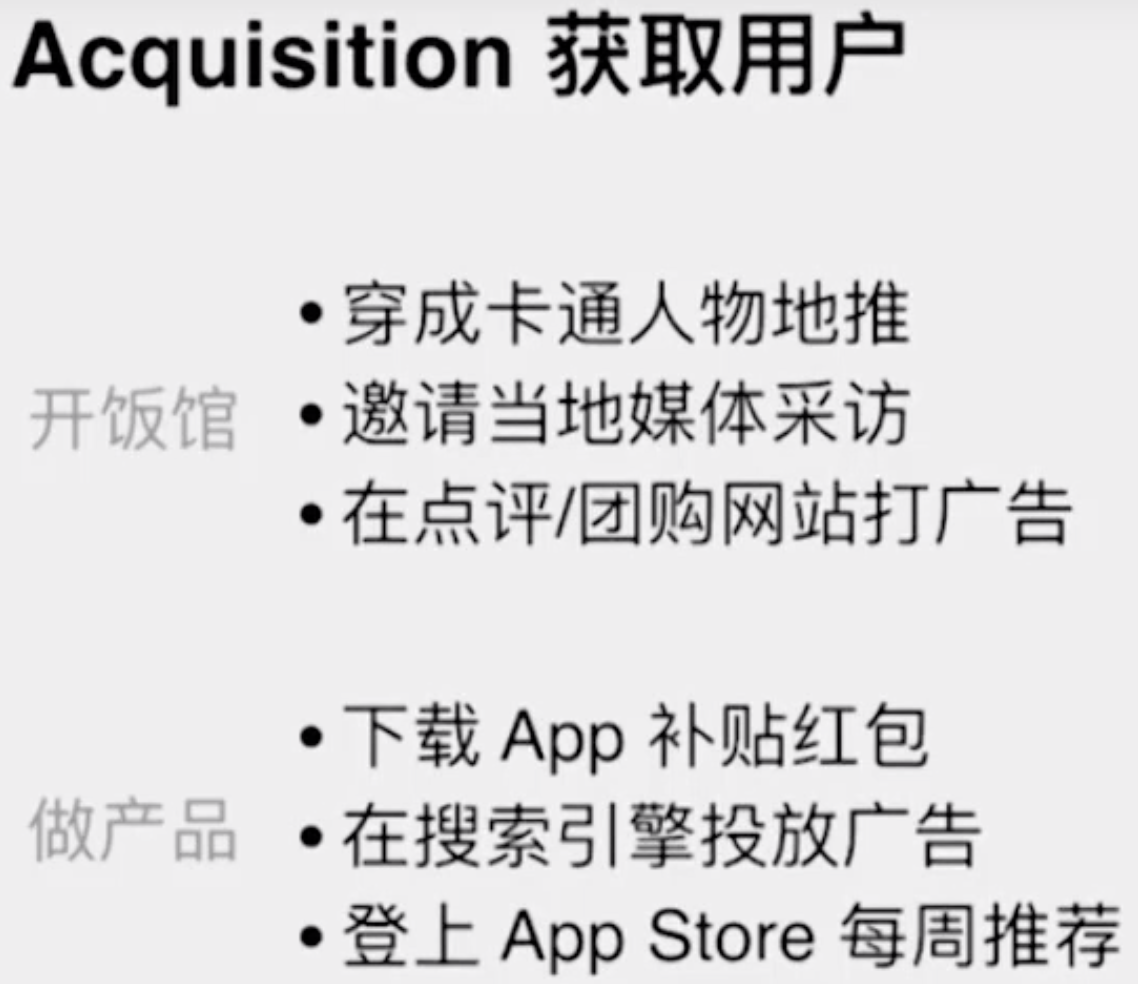 Acquisition 获取用户
开饭馆
• 穿成卡通人物地推
• 邀请当地媒体采访
• 在点评/团购网站打广告
做产品
• 下载 App 补贴红包
• 在搜索引擎投放广告
• 登上 App Store 每周推荐